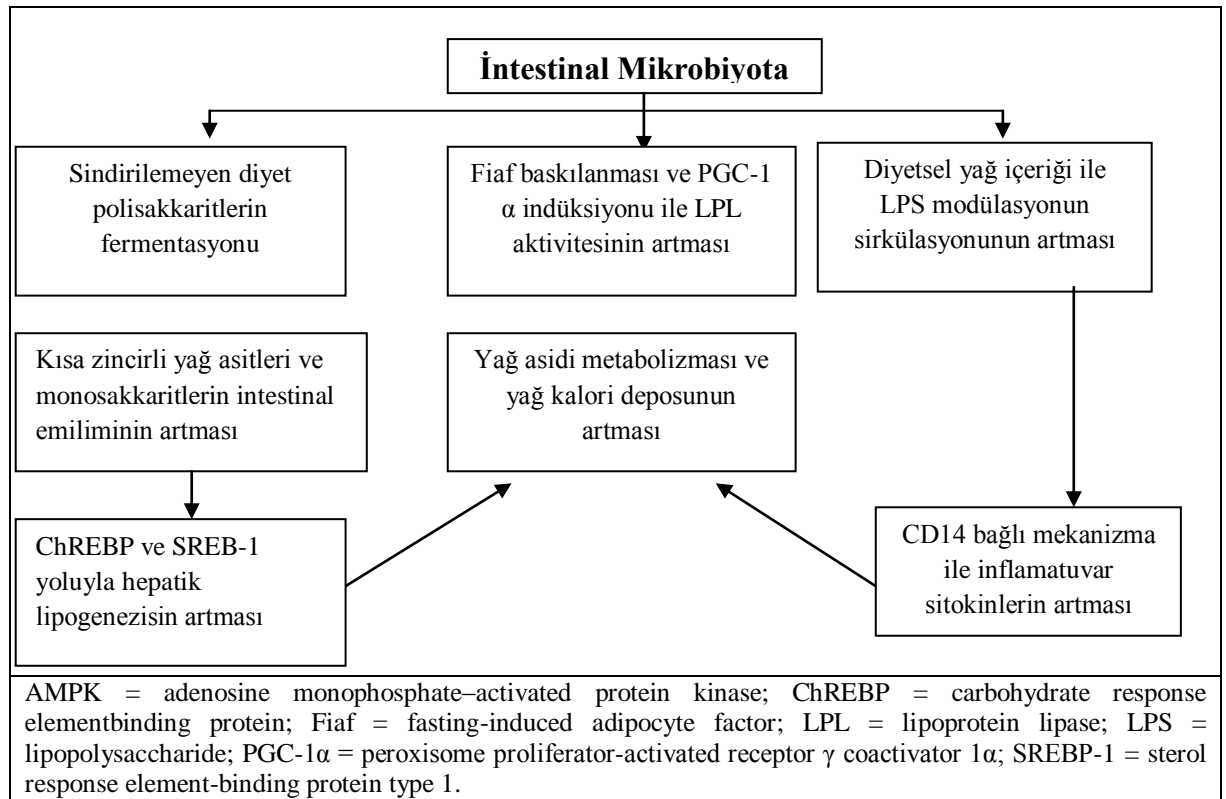 İntestinal Mikrobiyota
Sindirilemeyen diyet
polisakkaritlerin
fermentasyonu
Fiaf baskılanması ve PGC-1
α indüksiyonu ile LPL
aktivitesinin artması
Diyetsel yağ içeriği ile
LPS modülasyonun
sirkülasyonunun artması
Kısa zincirli yağ asitleri ve
monosakkaritlerin intestinal
emiliminin artması
Yağ asidi metabolizması ve
yağ kalori deposunun
artması
ChREBP ve SREB-1
yoluyla hepatik
lipogenezisin artması
CD14 bağlı mekanizma
ile inflamatuvar
sitokinlerin artması
AMPK = adenosine monophosphate–activated protein kinase; ChREBP = carbohydrate response
elementbinding protein; Fiaf = fasting-induced adipocyte factor; LPL = lipoprotein lipase; LPS =
lipopolysaccharide; PGC-1α = peroxisome proliferator-activated receptor γ coactivator 1α; SREBP-1 = sterol
response element-binding protein type 1.